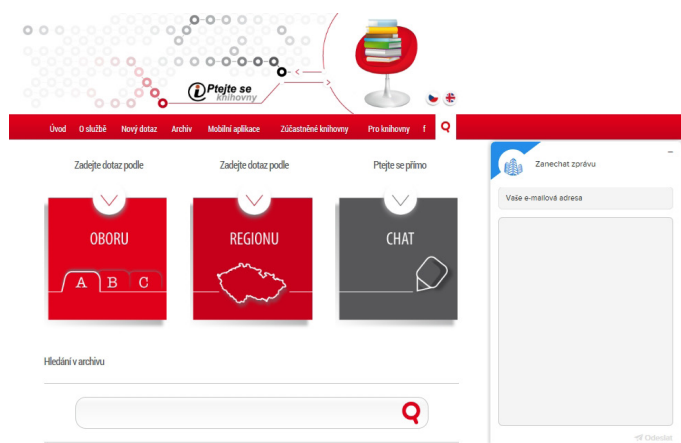 i Ptejte se
knihovny
Úvod O službě Nový dotaz Archiv Mobilní aplikace Zúčastněné knihovny Pro knihovny f
Zadejte dotaz podle
Zadejte dotaz podle
Ptejte se přímo
OBORU
REGIONU
CHAT
A B C
Hledání v archivu
Zanechat zprávu
Vaše e-mailová adresa
Odeslat